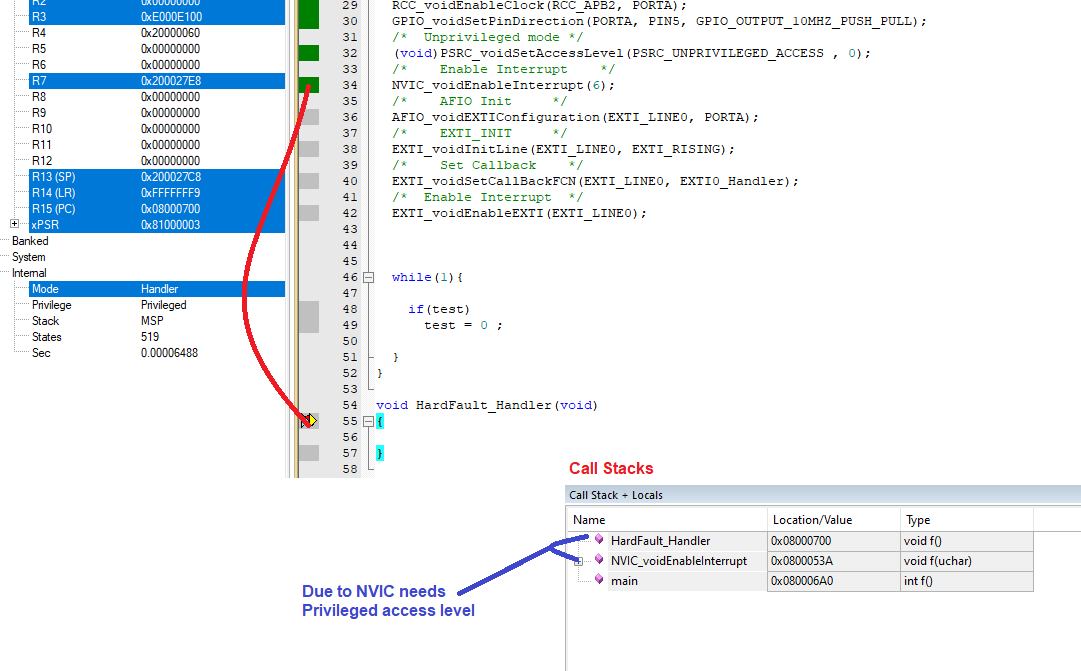 R2 0x00000000
R3 0xE000E100
R4 0x20000060
R5 0x00000000
R6 0x00000000
R7 0x200027E8
R8 0x00000000
R9 0x00000000
R10 0x00000000
R11 0x00000000
R12 0x00000000
R13 (SP) 0x200027C8
R14 (LR) 0xFFFFFFF9
R15 (PC) 0x08000700
xPSR 0x81000003
Banked
System
Internal
Mode Handler
Privilege Privileged
Stack MSP
States 519
Sec 0.00006488
29 RCC_voidEnableClock(RCC_APB2, PORTA);
30 GPIO_voidSetPinDirection(PORTA, PIN5, GPIO_OUTPUT_10MHZ_PUSH_PULL);
31 /* Unprivileged mode */
32 (void)PSRC_voidSetAccessLevel(PSRC_UNPRIVILEGED_ACCESS , 0);
33 /* Enable Interrupt */
34 NVIC_voidEnableInterrupt(6);
35 /* AFIO Init */
36 AFIO_voidEXTIConfiguration(EXTI_LINE0, PORTA);
37 /* EXTI_INIT */
38 EXTI_voidInitLine(EXTI_LINE0, EXTI_RISING);
39 /* Set Callback */
40 EXTI_voidSetCallBackFCN(EXTI_LINE0, EXTI0_Handler);
41 /* Enable Interrupt */
42 EXTI_voidEnableEXTI(EXTI_LINE0);
43
44
45
46 while(1){
47
48 if(test)
49 test = 0 ;
50
51 }
52 }
53
54 void HardFault_Handler(void)
55 {
56
57 }
58
Call Stacks
Call Stack + Locals
Name Location/Value Type
HardFault_Handler 0x08000700 void f()
NVIC_voidEnableInterrupt 0x0800053A void f(uchar)
main 0x080006A0 int f()
Due to NVIC needs
Privileged access level